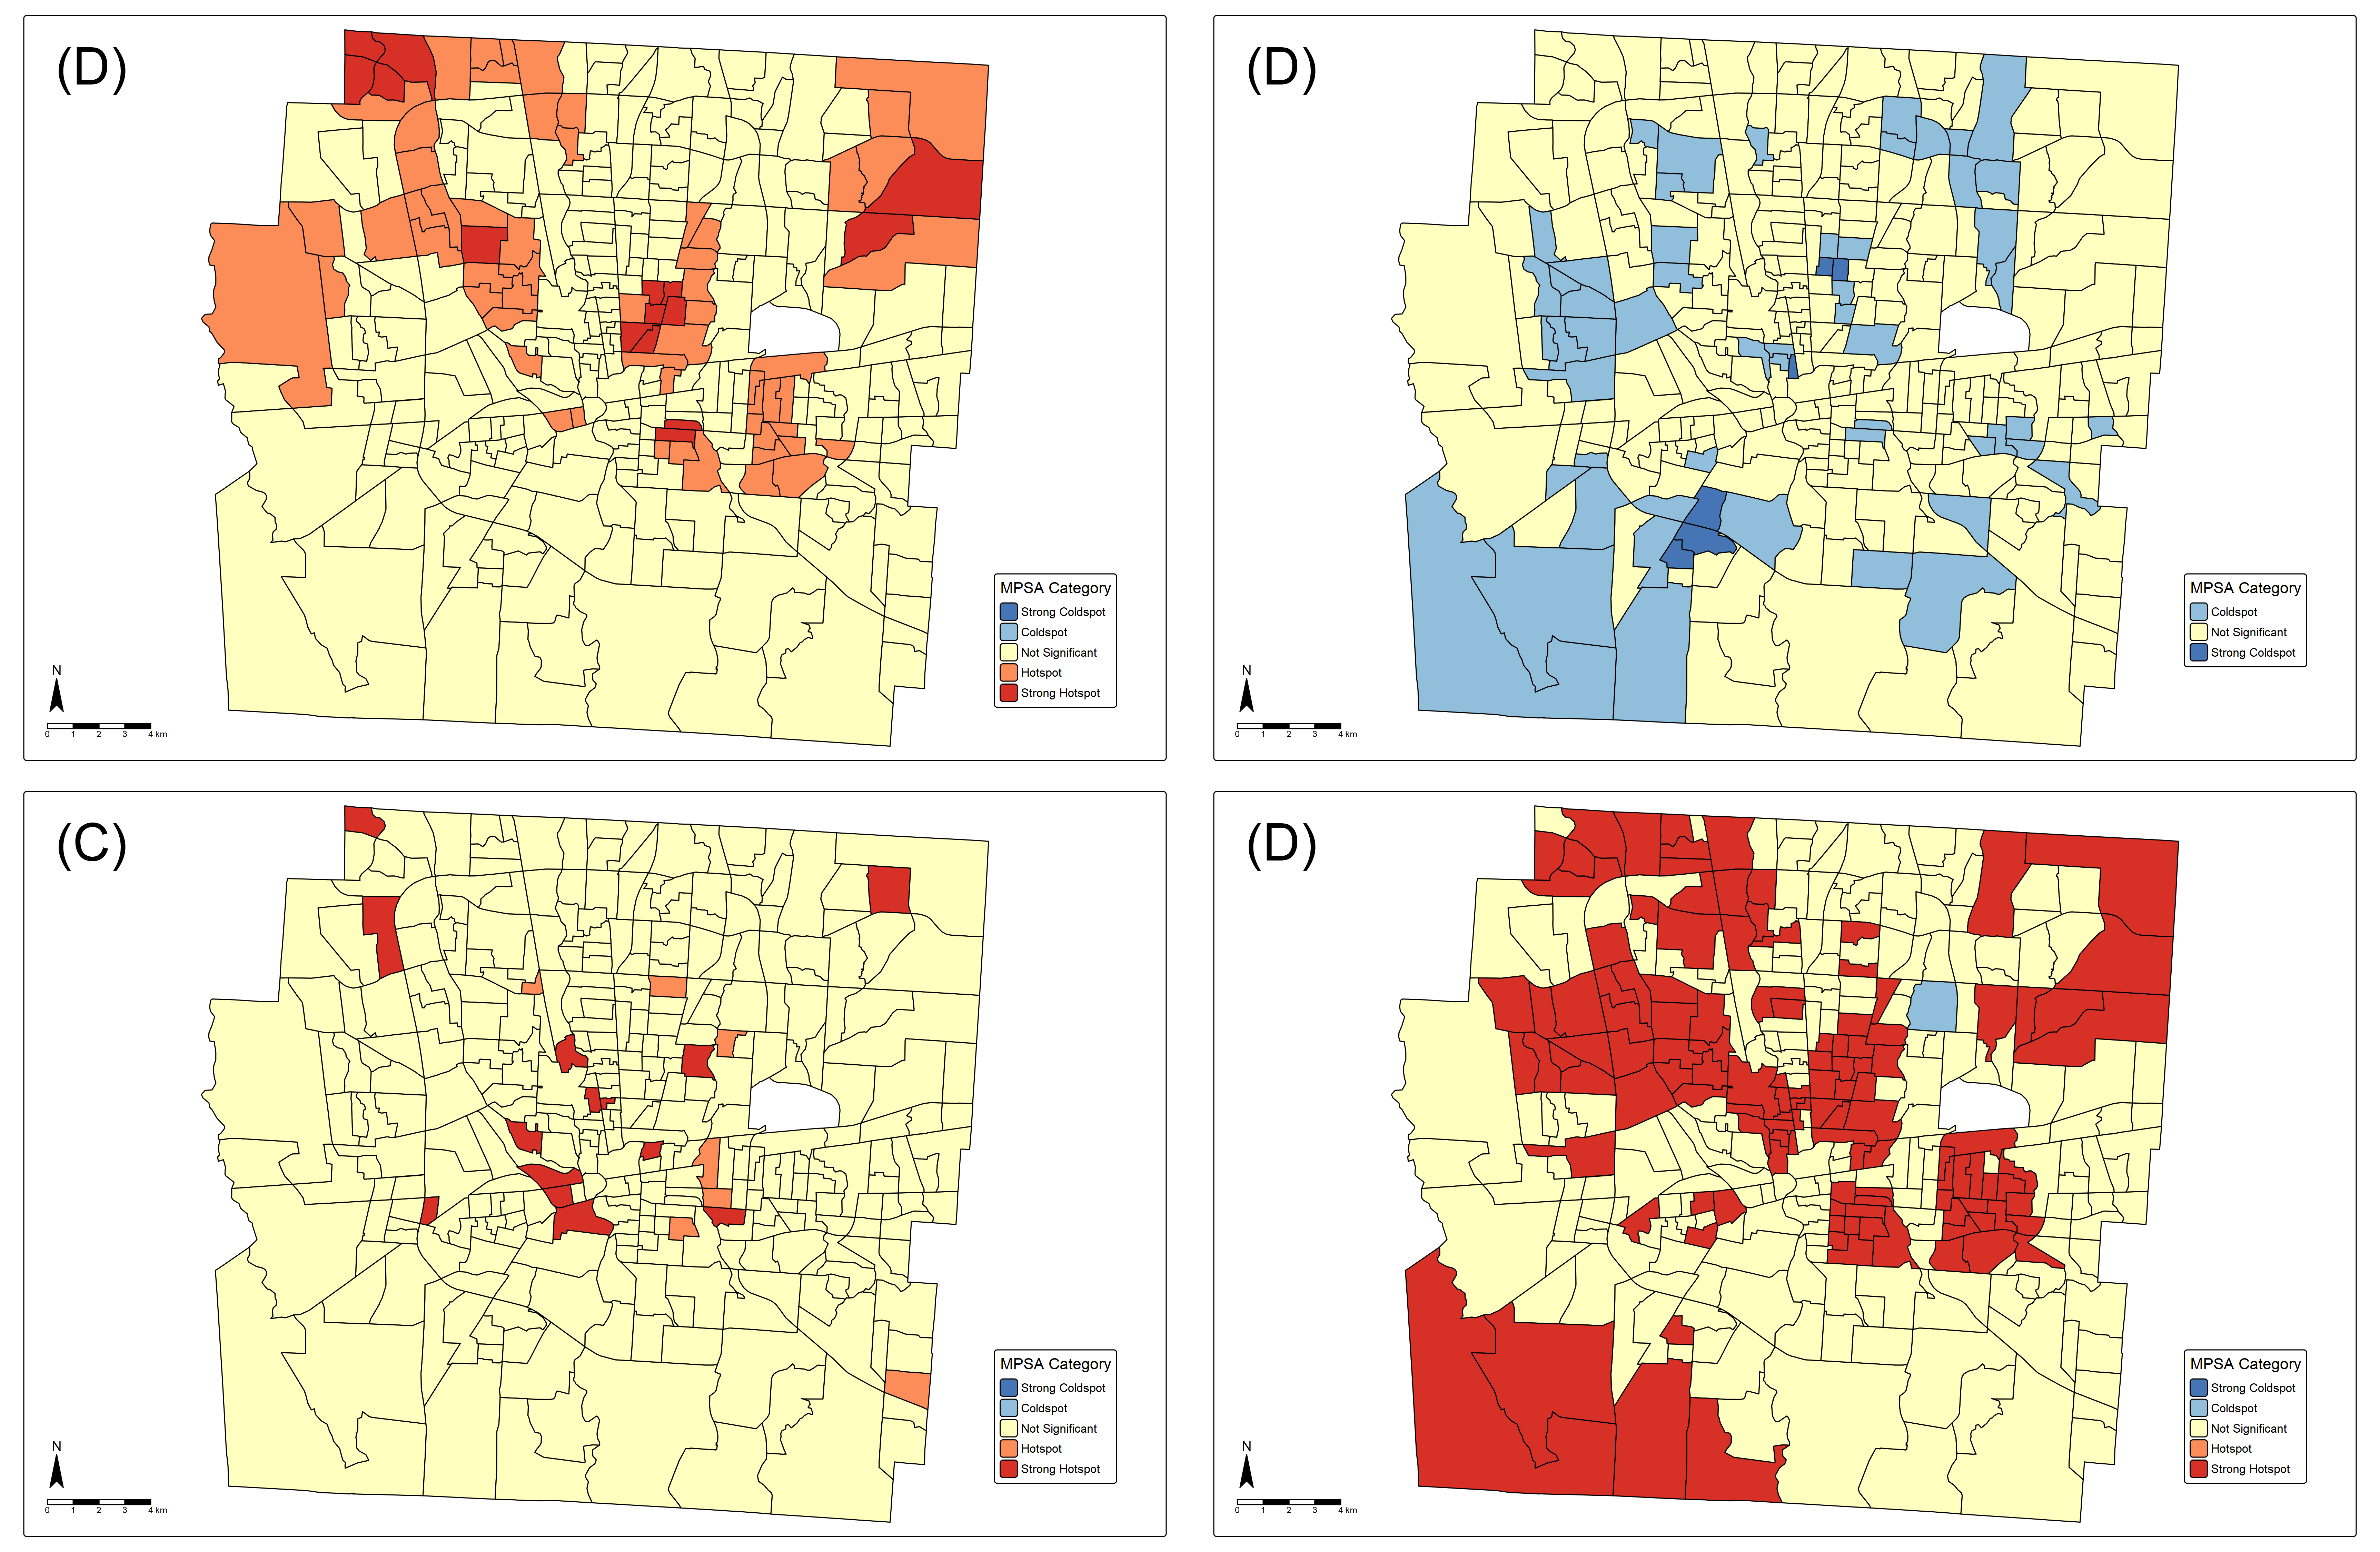 (D)
MPSA Category
Strong Coldspot
Coldspot
Not Significant
Hotspot
Strong Hotspot
N
0 1 2 3 4 km
(D)
MPSA Category
Coldspot
Not Significant
Strong Coldspot
N
0 1 2 3 4 km
(C)
MPSA Category
Strong Coldspot
Coldspot
Not Significant
Hotspot
Strong Hotspot
N
0 1 2 3 4 km
(D)
MPSA Category
Strong Coldspot
Coldspot
Not Significant
Hotspot
Strong Hotspot
N
0 1 2 3 4 km